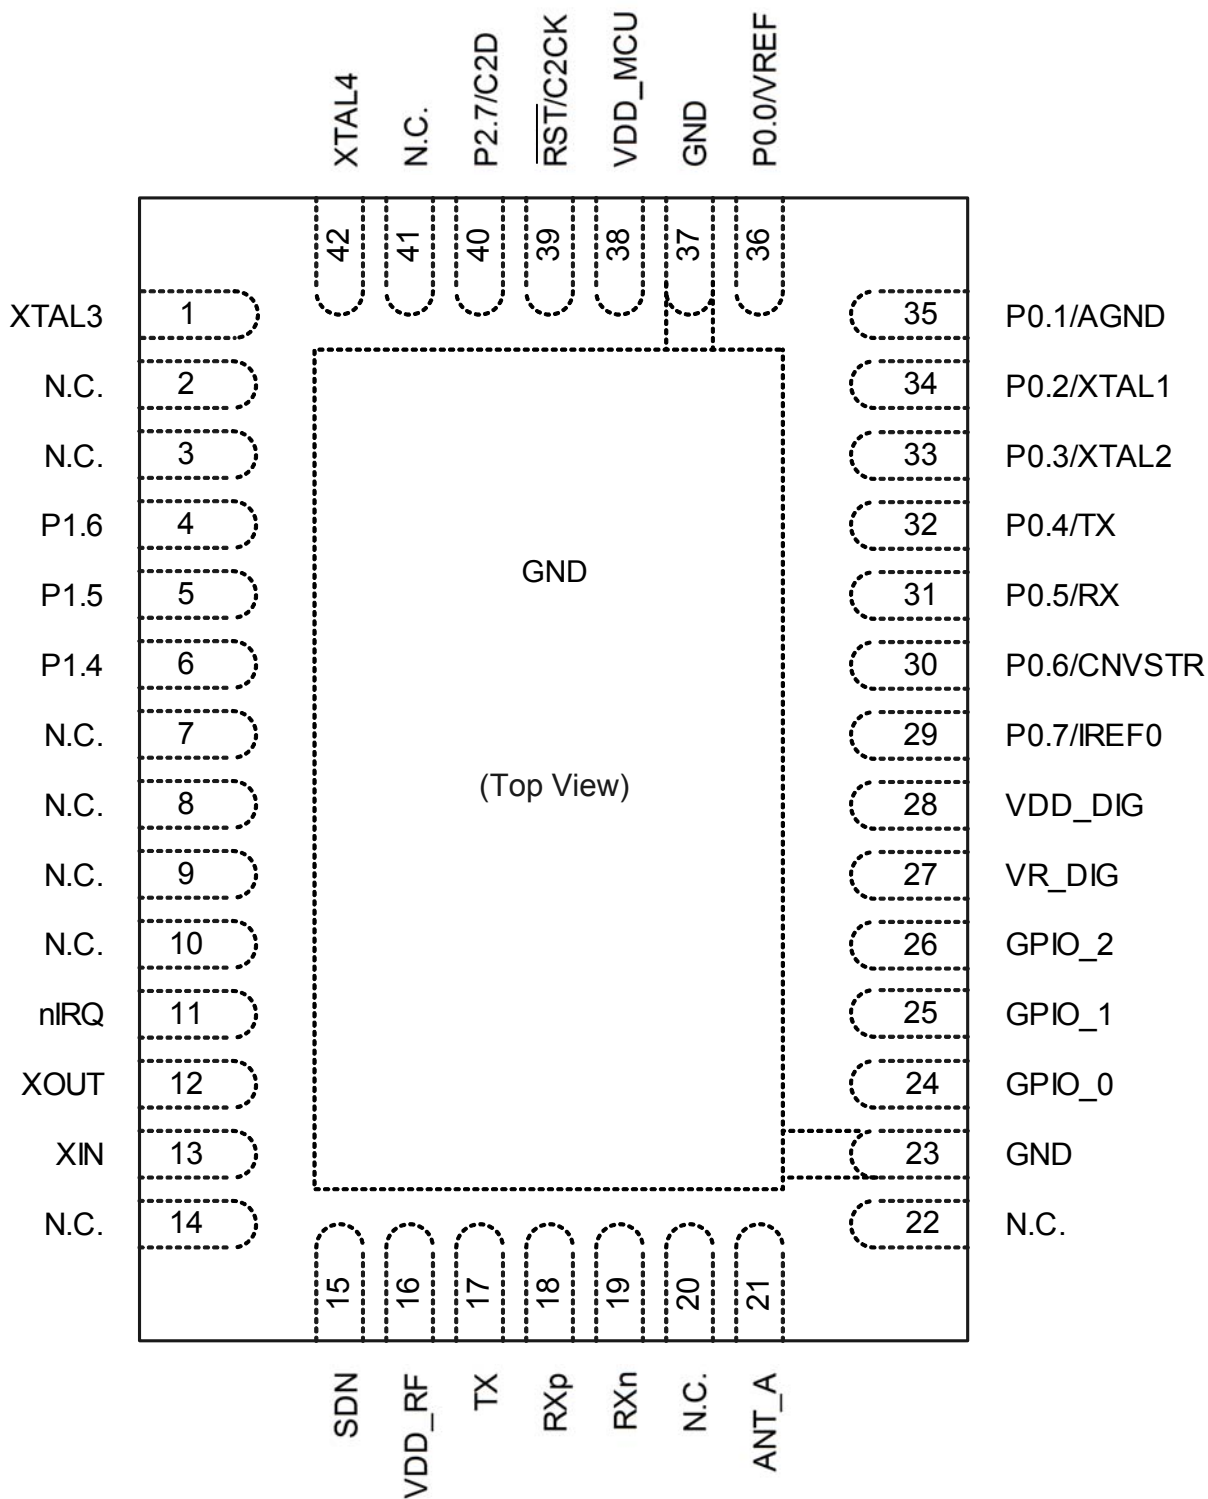 XTAL4
N.C.
P2.7/C2D
RST/C2CK
VDD_MCU
GND
P0.0/VREF
42
41
40
39
38
37
36
XTAL3 1
N.C. 2
N.C. 3
P1.6 4
P1.5 5
P1.4 6
N.C. 7
N.C. 8
N.C. 9
N.C. 10
nIRQ 11
XOUT 12
XIN 13
N.C. 14
GND
(Top View)
35 P0.1/AGND
34 P0.2/XTAL1
33 P0.3/XTAL2
32 P0.4/TX
31 P0.5/RX
30 P0.6/CNVSTR
29 P0.7/IREF0
28 VDD_DIG
27 VR_DIG
26 GPIO_2
25 GPIO_1
24 GPIO_0
23 GND
22 N.C.
15
16
17
18
19
20
21
SDN
VDD_RF
TX
RXp
RXn
N.C.
ANT_A